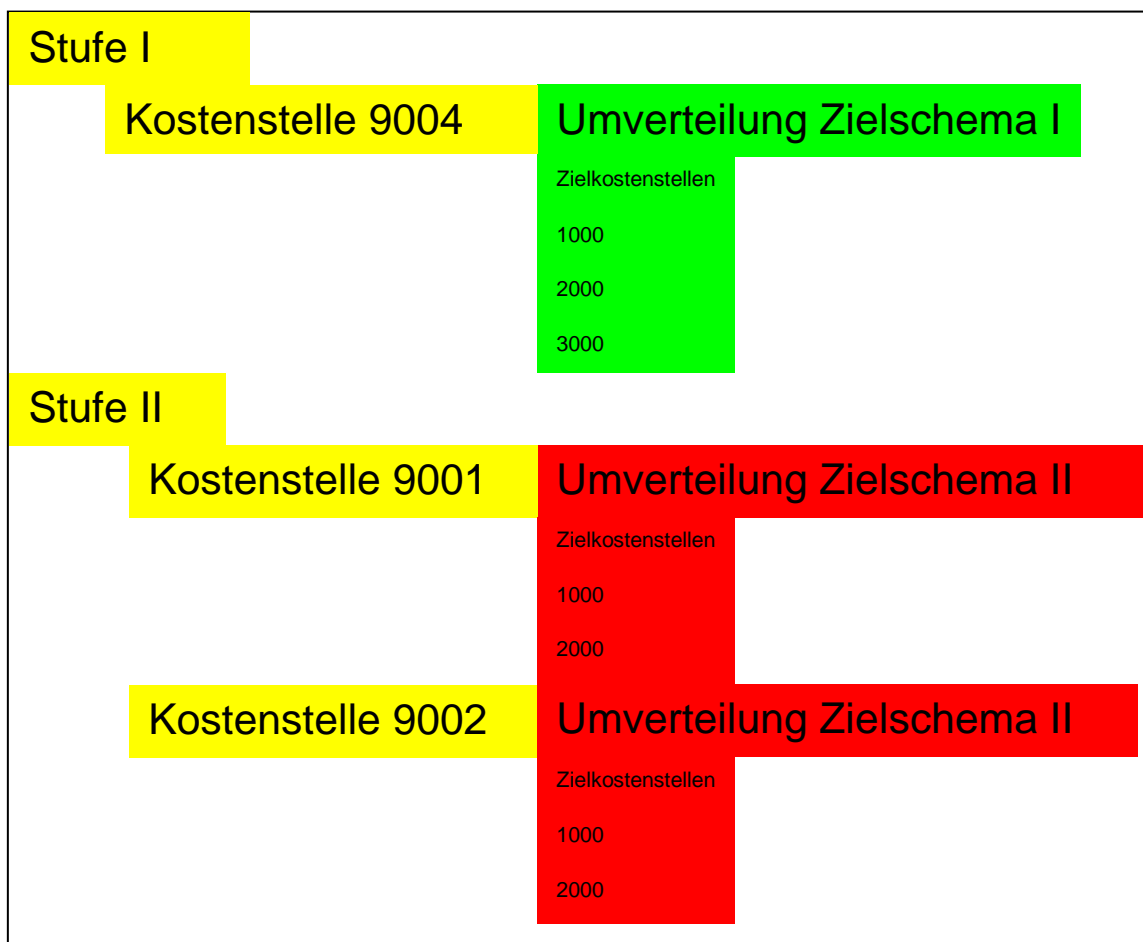 Stufe I
Kostenstelle 9004 Umverteilung Zielschema I
Zielkostenstellen
1000
2000
3000
Stufe II
Kostenstelle 9001 Umverteilung Zielschema II
Zielkostenstellen
1000
2000
Kostenstelle 9002 Umverteilung Zielschema II
Zielkostenstellen
1000
2000